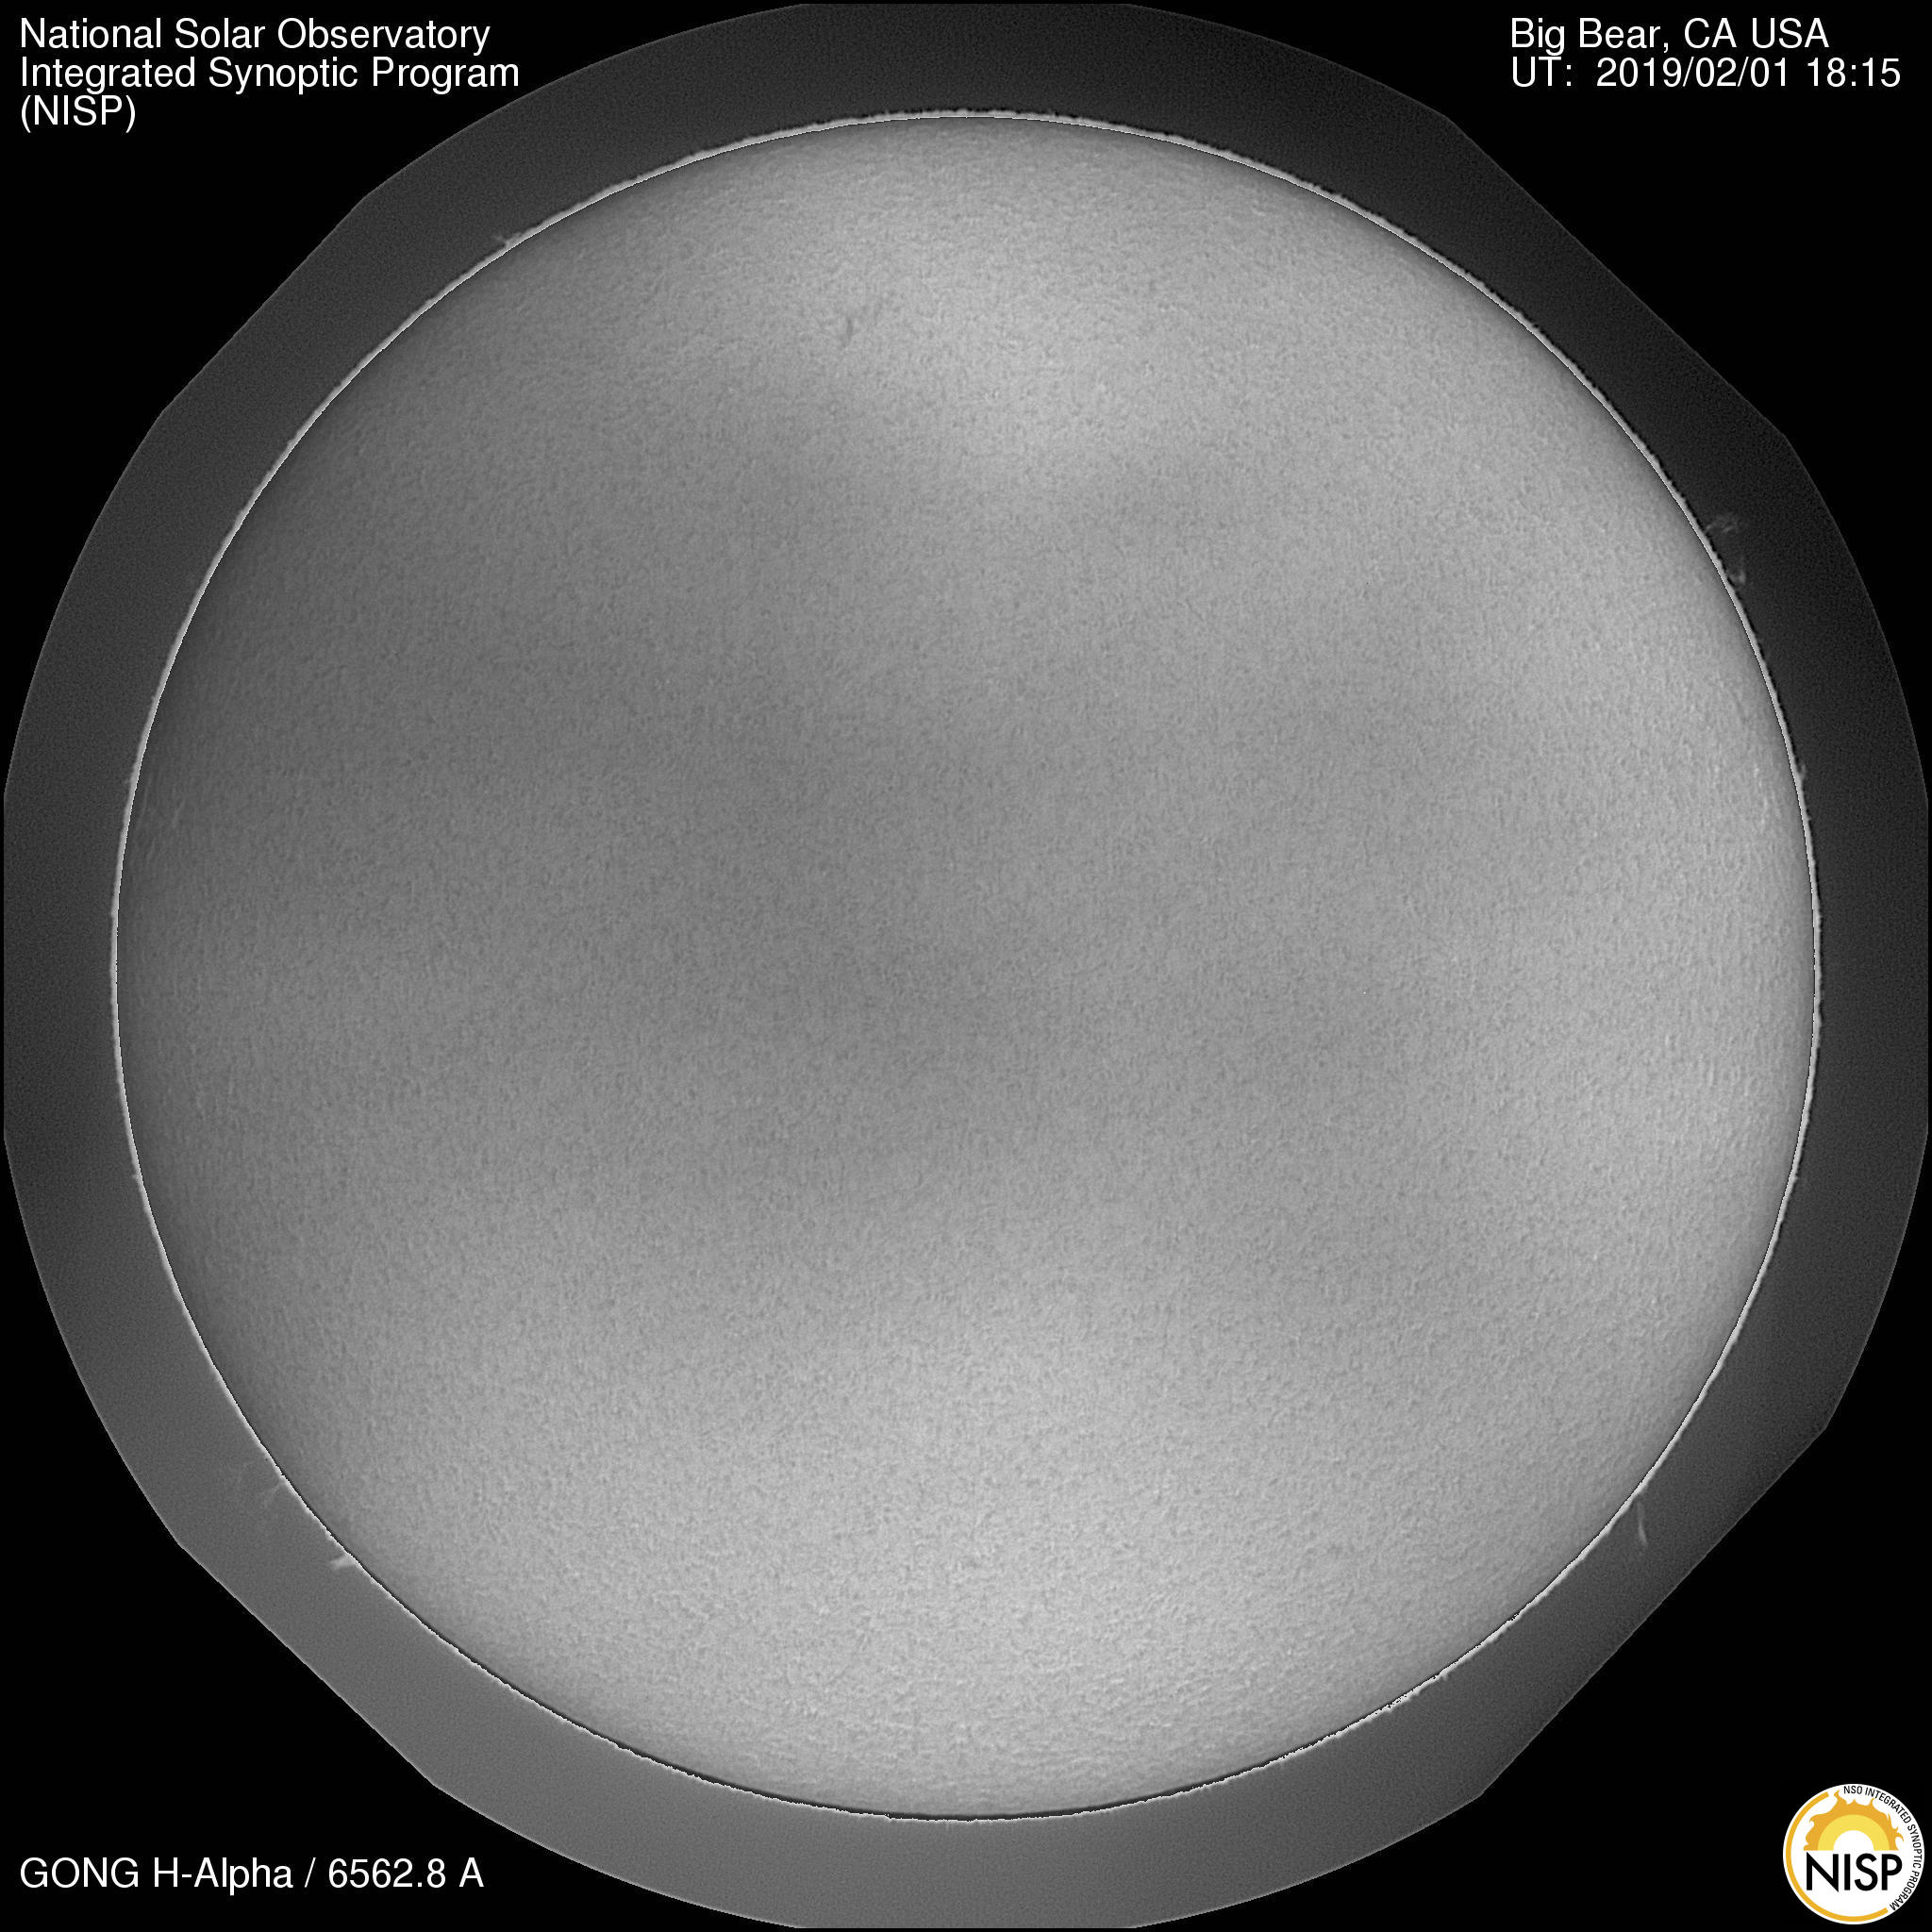 National Solar Observatory
Integrated Synoptic Program
(NISP)
Big Bear, CA USA
UT: 2019/02/01 18:15
GONG H-Alpha / 6562.8 A
NSO INTEGRATED SYNOPTIC PROGRAM
NISP